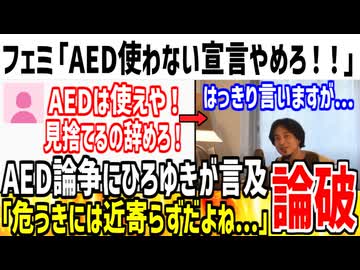 フェミ「AED使わない宣言やめろ！！」
AEDは使えや！
見捨てるの辞めろ！
はっきり言いますが...
AED論争にひろゆきが言及
「危うきには近寄らずだよね...」
論破